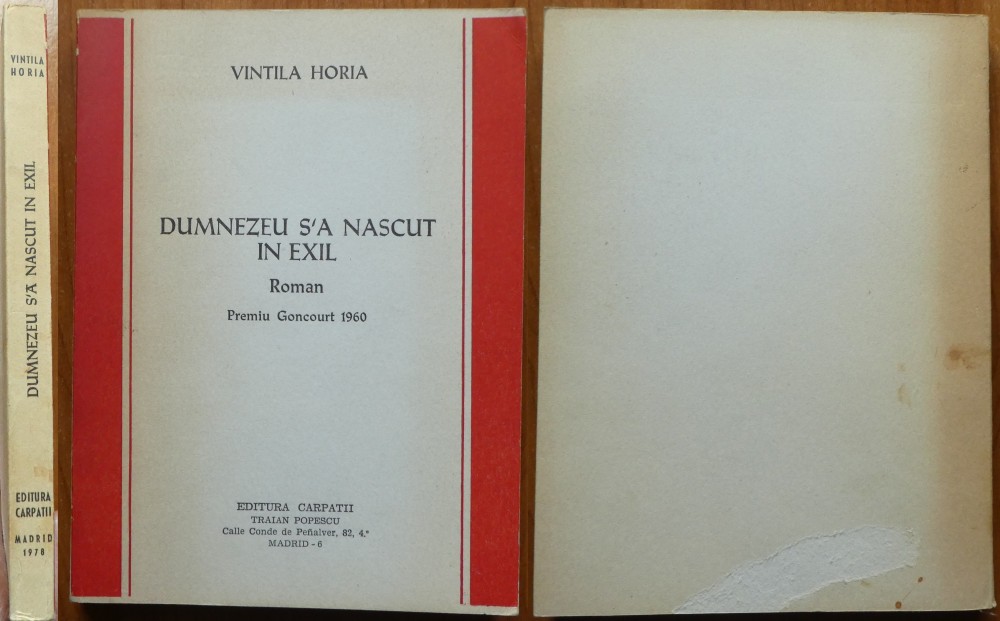 VINTILA
HORIA
DUMNEZEU S'A NASCUT IN EXIL
EDITURA
CARPATII
MADRID
1978
VINTILA HORIA
DUMNEZEU S'A NASCUT
IN EXIL
Roman
Premiu Goncourt 1960
EDITURA CARPATII
TRAIAN POPESCU
Calle Conde de Peñalver, 82, 4.º
MADRID - 6